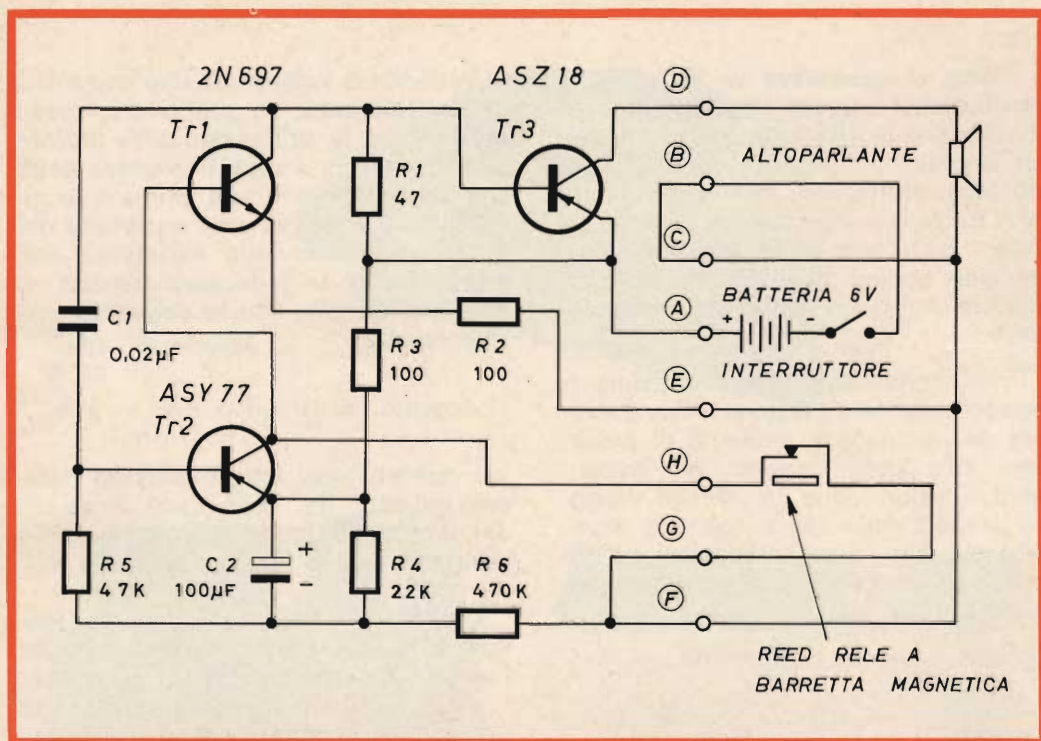 2N697
ASZ18
Tr1
Tr3
R1
47
D
B
ALTOPARLANTE
C
A
+
BATTERIA 6V
INTERRUTTORE
C1
0,02µF
R3
100
R2
100
E
ASY77
Tr2
H
G
R5
47K
C2
100µF
+
-
R4
22K
R6
470K
F
REED RELE A
BARRETTA MAGNETICA